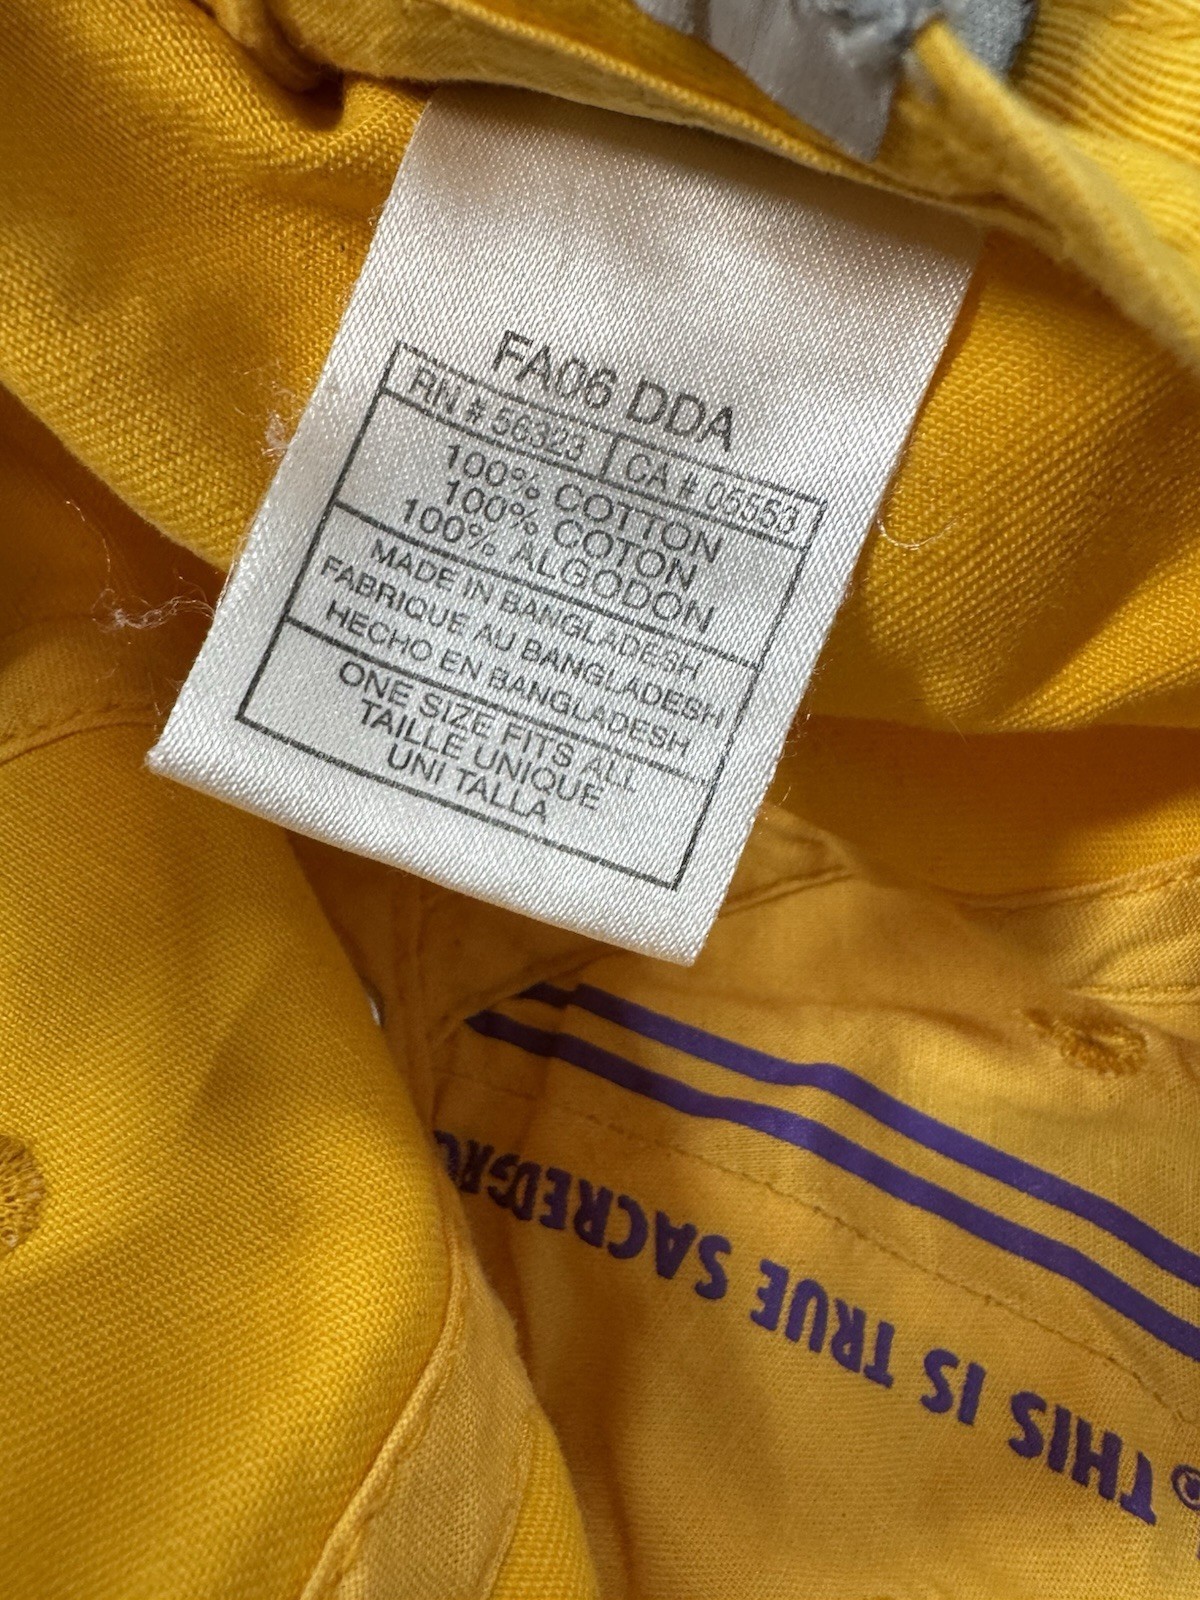 FA06 DDA
RN # 56323 CA # 05553
100% COTTON
100% COTON
100% ALGODON
MADE IN BANGLADESH
FABRIQUE AU BANGLADESH
HECHO EN BANGLADESH
ONE SIZE FITS ALL
TAILLE UNIQUE
UNI TALLA
® THIS IS TRUE SACRED